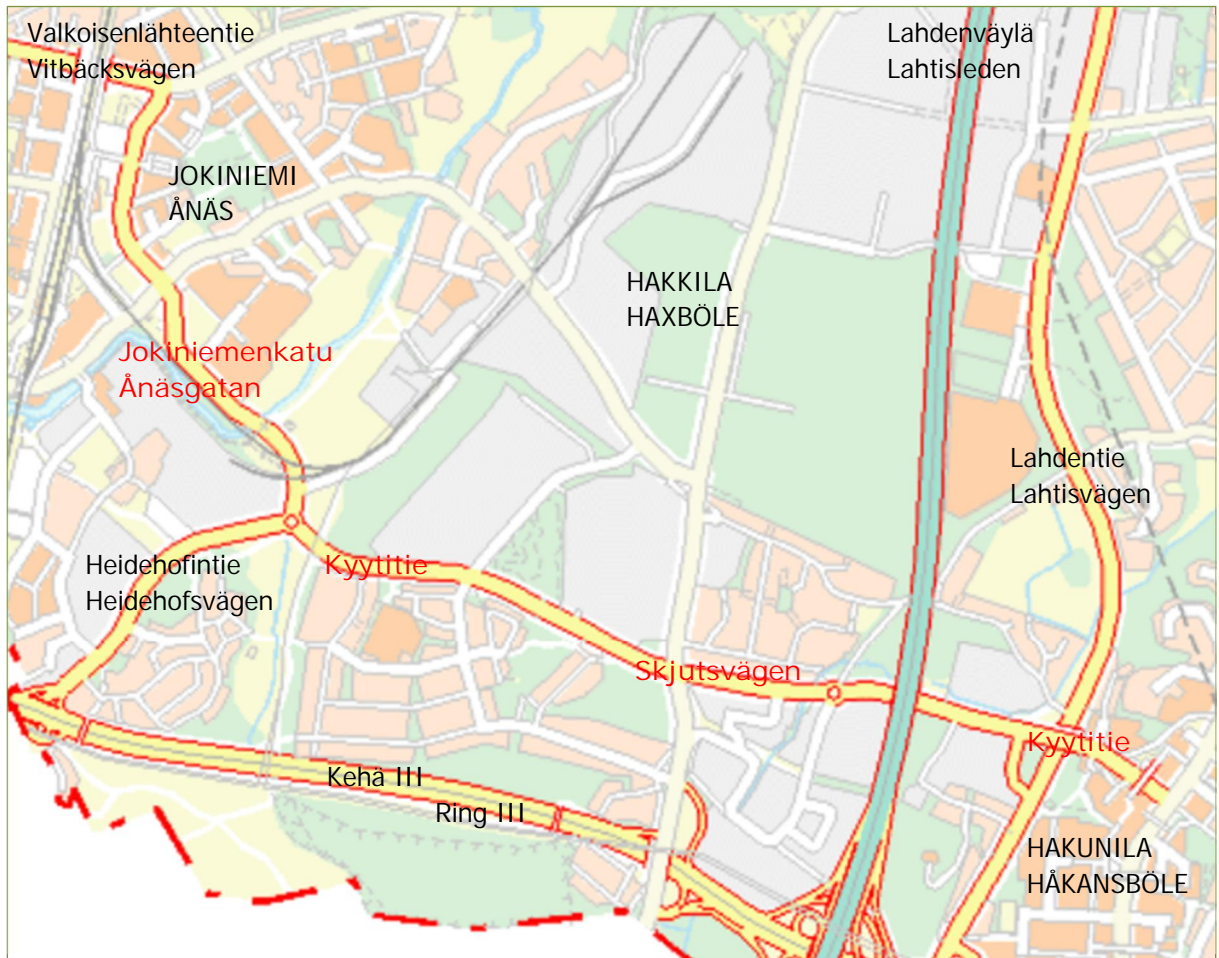 Valkoisenlähteentie
Vitbäcksvägen
Lahdenväylä
Lahtisleden
JOKINIEMI
ÅNÄS
HAKKILA
HAXBÖLE
Jokiniemenkatu
Ånäsgatan
Lahdentie
Lahtisvägen
Heidehofintie
Heidehofsvägen
Kyytitie
Skjutsvägen
Kyytitie
Kehä III
Ring III
HAKUNILA
HÅKANSBÖLE